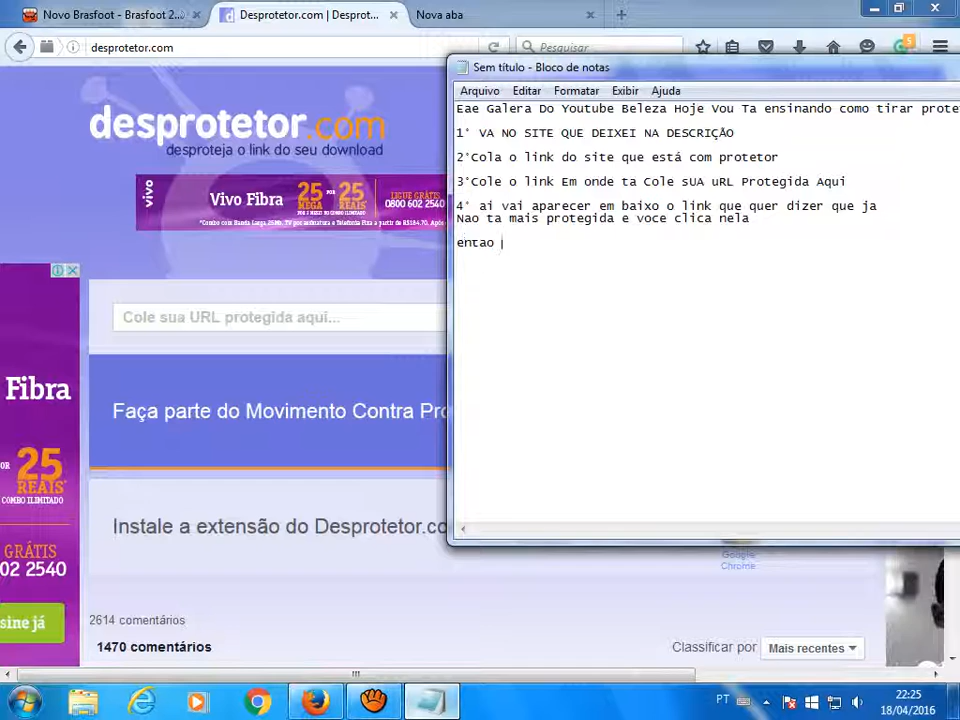 Novo Brasfoot - Brasfoot 2...
Desprotetor.com | Desprot...
Nova aba
desprotetor.com
Pesquisar
5
desprotetor.com
desproteja o link do seu download
vivo
Vivo Fibra
25 MEGA
POR
25 REAIS*
LIGUE GRÁTIS
0800 602 2540
Cole sua URL protegida aqui...
Fibra
OR
25
REAIS*
COMBO ILIMITADO
GRÁTIS
02 2540
sine já
Faça parte do Movimento Contra Pro
Instale a extensão do Desprotetor.co
Google
Chrome
2614 comentários
1470 comentários
Classificar por
Mais recentes
Sem título - Bloco de notas
Arquivo Editar Formatar Exibir Ajuda
Eae Galera Do Youtube Beleza Hoje Vou Ta ensinando como tirar prote
1° VA NO SITE QUE DEIXEI NA DESCRIÇÃO
2°Cola o link do site que está com protetor
3°Cole o link Em onde ta Cole sUA uRL Protegida Aqui
4° ai vai aparecer em baixo o link que quer dizer que ja
Nao ta mais protegida e voce clica nela
entao
PT
22:25
18/04/2016